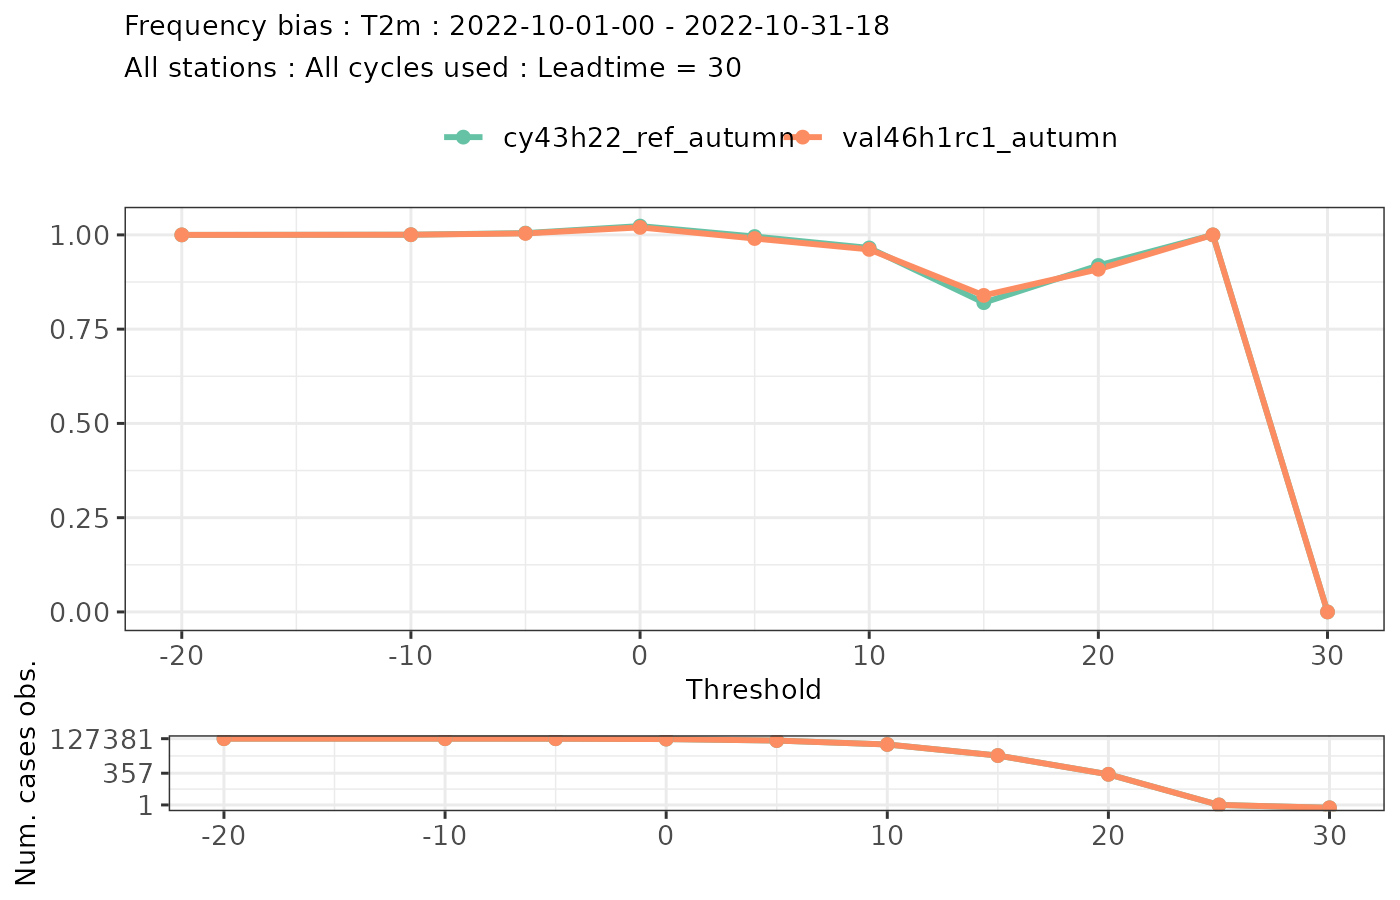 Frequency bias : T2m : 2022-10-01-00 - 2022-10-31-18
All stations : All cycles used : Leadtime = 30
cy43h22_ref_autumn val46h1rc1_autumn
1.00
0.75
0.50
0.25
0.00
-20 -10 0 10 20 30
Threshold
Num. cases obs.
127381
357
1
-20 -10 0 10 20 30